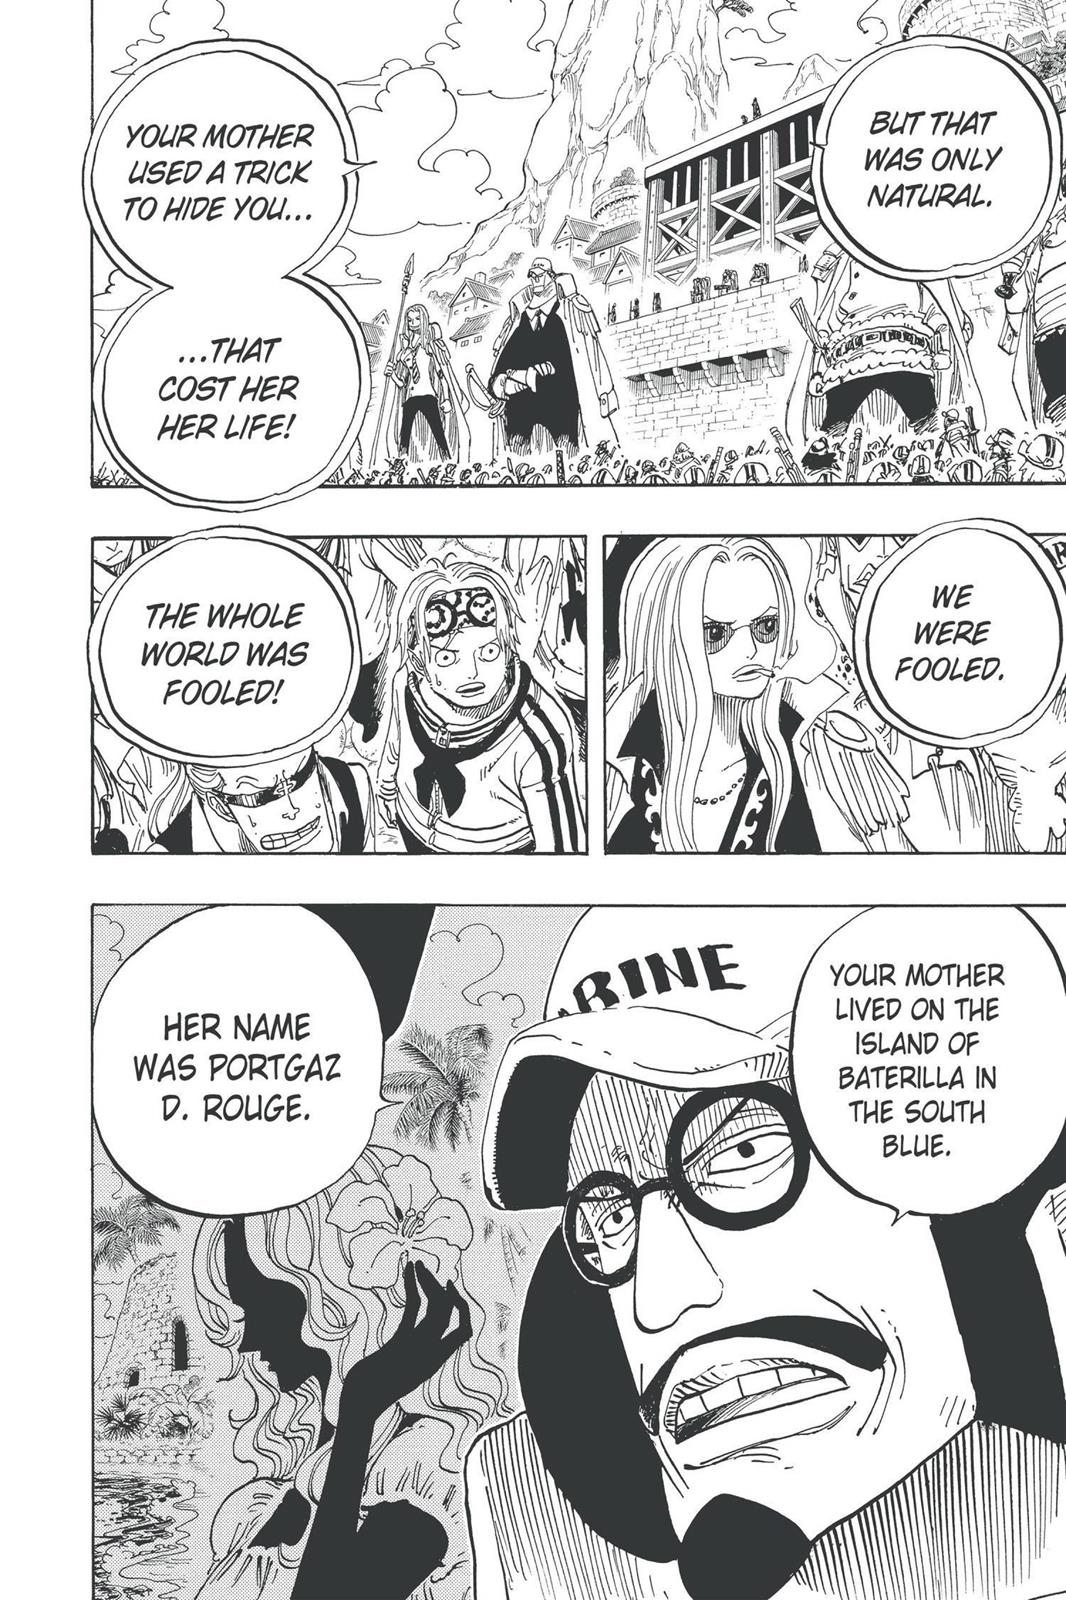 BUT THAT
WAS ONLY
NATURAL.
YOUR MOTHER
USED A TRICK
TO HIDE YOU...
...THAT
COST HER
HER LIFE!
WE
WERE
FOOLED.
THE WHOLE
WORLD WAS
FOOLED!
YOUR MOTHER
LIVED ON THE
ISLAND OF
BATERILLA IN
THE SOUTH
BLUE.
RINE
HER NAME
WAS PORTGAZ
D. ROUGE.